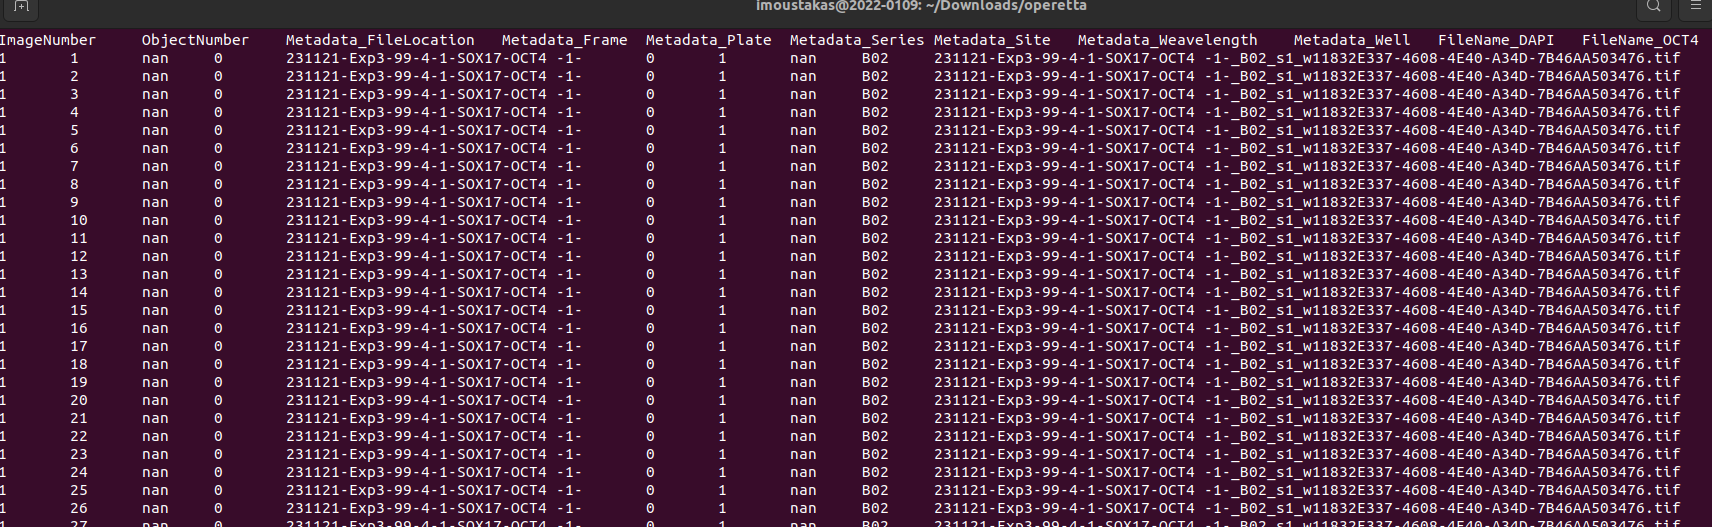 imoustakas@2022-0109: ~/Downloads/operetta
ImageNumber ObjectNumber Metadata_FileLocation Metadata_Frame Metadata_Plate Metadata_Series Metadata_Site Metadata_Weavelength Metadata_Well FileName_DAPI FileName_OCT4
1 1 nan 0 231121-Exp3-99-4-1-SOX17-OCT4 -1- 0 1 nan B02 231121-Exp3-99-4-1-SOX17-OCT4 -1-_B02_s1_w11832E337-4608-4E40-A34D-7B46AA503476.tif
1 2 nan 0 231121-Exp3-99-4-1-SOX17-OCT4 -1- 0 1 nan B02 231121-Exp3-99-4-1-SOX17-OCT4 -1-_B02_s1_w11832E337-4608-4E40-A34D-7B46AA503476.tif
1 3 nan 0 231121-Exp3-99-4-1-SOX17-OCT4 -1- 0 1 nan B02 231121-Exp3-99-4-1-SOX17-OCT4 -1-_B02_s1_w11832E337-4608-4E40-A34D-7B46AA503476.tif
1 4 nan 0 231121-Exp3-99-4-1-SOX17-OCT4 -1- 0 1 nan B02 231121-Exp3-99-4-1-SOX17-OCT4 -1-_B02_s1_w11832E337-4608-4E40-A34D-7B46AA503476.tif
1 5 nan 0 231121-Exp3-99-4-1-SOX17-OCT4 -1- 0 1 nan B02 231121-Exp3-99-4-1-SOX17-OCT4 -1-_B02_s1_w11832E337-4608-4E40-A34D-7B46AA503476.tif
1 6 nan 0 231121-Exp3-99-4-1-SOX17-OCT4 -1- 0 1 nan B02 231121-Exp3-99-4-1-SOX17-OCT4 -1-_B02_s1_w11832E337-4608-4E40-A34D-7B46AA503476.tif
1 7 nan 0 231121-Exp3-99-4-1-SOX17-OCT4 -1- 0 1 nan B02 231121-Exp3-99-4-1-SOX17-OCT4 -1-_B02_s1_w11832E337-4608-4E40-A34D-7B46AA503476.tif
1 8 nan 0 231121-Exp3-99-4-1-SOX17-OCT4 -1- 0 1 nan B02 231121-Exp3-99-4-1-SOX17-OCT4 -1-_B02_s1_w11832E337-4608-4E40-A34D-7B46AA503476.tif
1 9 nan 0 231121-Exp3-99-4-1-SOX17-OCT4 -1- 0 1 nan B02 231121-Exp3-99-4-1-SOX17-OCT4 -1-_B02_s1_w11832E337-4608-4E40-A34D-7B46AA503476.tif
1 10 nan 0 231121-Exp3-99-4-1-SOX17-OCT4 -1- 0 1 nan B02 231121-Exp3-99-4-1-SOX17-OCT4 -1-_B02_s1_w11832E337-4608-4E40-A34D-7B46AA503476.tif
1 11 nan 0 231121-Exp3-99-4-1-SOX17-OCT4 -1- 0 1 nan B02 231121-Exp3-99-4-1-SOX17-OCT4 -1-_B02_s1_w11832E337-4608-4E40-A34D-7B46AA503476.tif
1 12 nan 0 231121-Exp3-99-4-1-SOX17-OCT4 -1- 0 1 nan B02 231121-Exp3-99-4-1-SOX17-OCT4 -1-_B02_s1_w11832E337-4608-4E40-A34D-7B46AA503476.tif
1 13 nan 0 231121-Exp3-99-4-1-SOX17-OCT4 -1- 0 1 nan B02 231121-Exp3-99-4-1-SOX17-OCT4 -1-_B02_s1_w11832E337-4608-4E40-A34D-7B46AA503476.tif
1 14 nan 0 231121-Exp3-99-4-1-SOX17-OCT4 -1- 0 1 nan B02 231121-Exp3-99-4-1-SOX17-OCT4 -1-_B02_s1_w11832E337-4608-4E40-A34D-7B46AA503476.tif
1 15 nan 0 231121-Exp3-99-4-1-SOX17-OCT4 -1- 0 1 nan B02 231121-Exp3-99-4-1-SOX17-OCT4 -1-_B02_s1_w11832E337-4608-4E40-A34D-7B46AA503476.tif
1 16 nan 0 231121-Exp3-99-4-1-SOX17-OCT4 -1- 0 1 nan B02 231121-Exp3-99-4-1-SOX17-OCT4 -1-_B02_s1_w11832E337-4608-4E40-A34D-7B46AA503476.tif
1 17 nan 0 231121-Exp3-99-4-1-SOX17-OCT4 -1- 0 1 nan B02 231121-Exp3-99-4-1-SOX17-OCT4 -1-_B02_s1_w11832E337-4608-4E40-A34D-7B46AA503476.tif
1 18 nan 0 231121-Exp3-99-4-1-SOX17-OCT4 -1- 0 1 nan B02 231121-Exp3-99-4-1-SOX17-OCT4 -1-_B02_s1_w11832E337-4608-4E40-A34D-7B46AA503476.tif
1 19 nan 0 231121-Exp3-99-4-1-SOX17-OCT4 -1- 0 1 nan B02 231121-Exp3-99-4-1-SOX17-OCT4 -1-_B02_s1_w11832E337-4608-4E40-A34D-7B46AA503476.tif
1 20 nan 0 231121-Exp3-99-4-1-SOX17-OCT4 -1- 0 1 nan B02 231121-Exp3-99-4-1-SOX17-OCT4 -1-_B02_s1_w11832E337-4608-4E40-A34D-7B46AA503476.tif
1 21 nan 0 231121-Exp3-99-4-1-SOX17-OCT4 -1- 0 1 nan B02 231121-Exp3-99-4-1-SOX17-OCT4 -1-_B02_s1_w11832E337-4608-4E40-A34D-7B46AA503476.tif
1 22 nan 0 231121-Exp3-99-4-1-SOX17-OCT4 -1- 0 1 nan B02 231121-Exp3-99-4-1-SOX17-OCT4 -1-_B02_s1_w11832E337-4608-4E40-A34D-7B46AA503476.tif
1 23 nan 0 231121-Exp3-99-4-1-SOX17-OCT4 -1- 0 1 nan B02 231121-Exp3-99-4-1-SOX17-OCT4 -1-_B02_s1_w11832E337-4608-4E40-A34D-7B46AA503476.tif
1 24 nan 0 231121-Exp3-99-4-1-SOX17-OCT4 -1- 0 1 nan B02 231121-Exp3-99-4-1-SOX17-OCT4 -1-_B02_s1_w11832E337-4608-4E40-A34D-7B46AA503476.tif
1 25 nan 0 231121-Exp3-99-4-1-SOX17-OCT4 -1- 0 1 nan B02 231121-Exp3-99-4-1-SOX17-OCT4 -1-_B02_s1_w11832E337-4608-4E40-A34D-7B46AA503476.tif
1 26 nan 0 231121-Exp3-99-4-1-SOX17-OCT4 -1- 0 1 nan B02 231121-Exp3-99-4-1-SOX17-OCT4 -1-_B02_s1_w11832E337-4608-4E40-A34D-7B46AA503476.tif
1 27 nan 0 231121-Exp3-99-4-1-SOX17-OCT4 -1- 0 1 nan B02 231121-Exp3-99-4-1-SOX17-OCT4 -1-_B02_s1_w11832E337-4608-4E40-A34D-7B46AA503476.tif